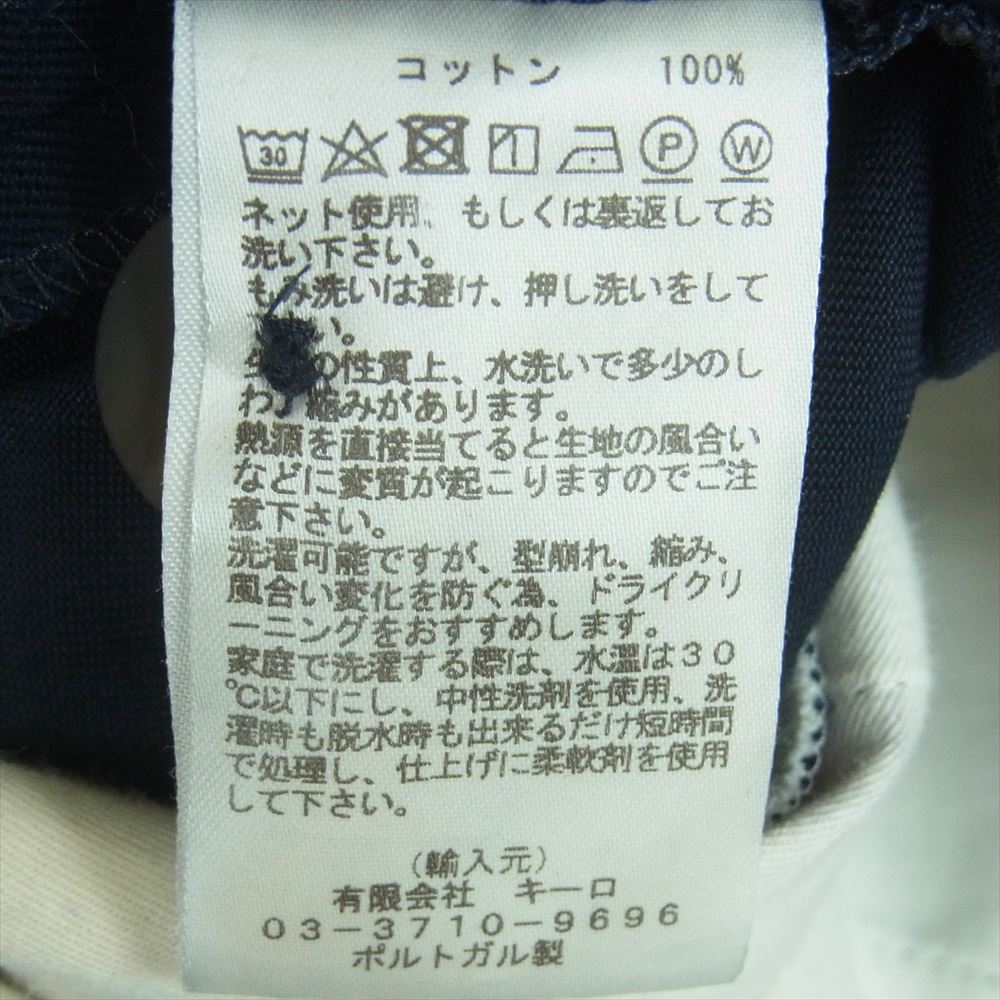 コットン 100%
30 P W
ネット使用、もしくは裏返してお
洗い下さい。
もみ洗いは避け、押し洗いをして
い。
の性質上、水洗いで多少のし
わ、縮みがあります。
熱源を直接当てると生地の風合い
などに変質が起こりますのでご注
意下さい。
洗濯可能ですが、型崩れ、縮み、
風合い変化を防ぐ為、ドライクリ
ーニングをおすすめします。
家庭で洗濯する際は、水温は30
℃以下にし、中性洗剤を使用、洗
濯時も脱水時も出来るだけ短時間
で処理し、仕上げに柔軟剤を使用
して下さい。
(輸入元)
有限会社 キーロ
03-3710-9696
ポルトガル製